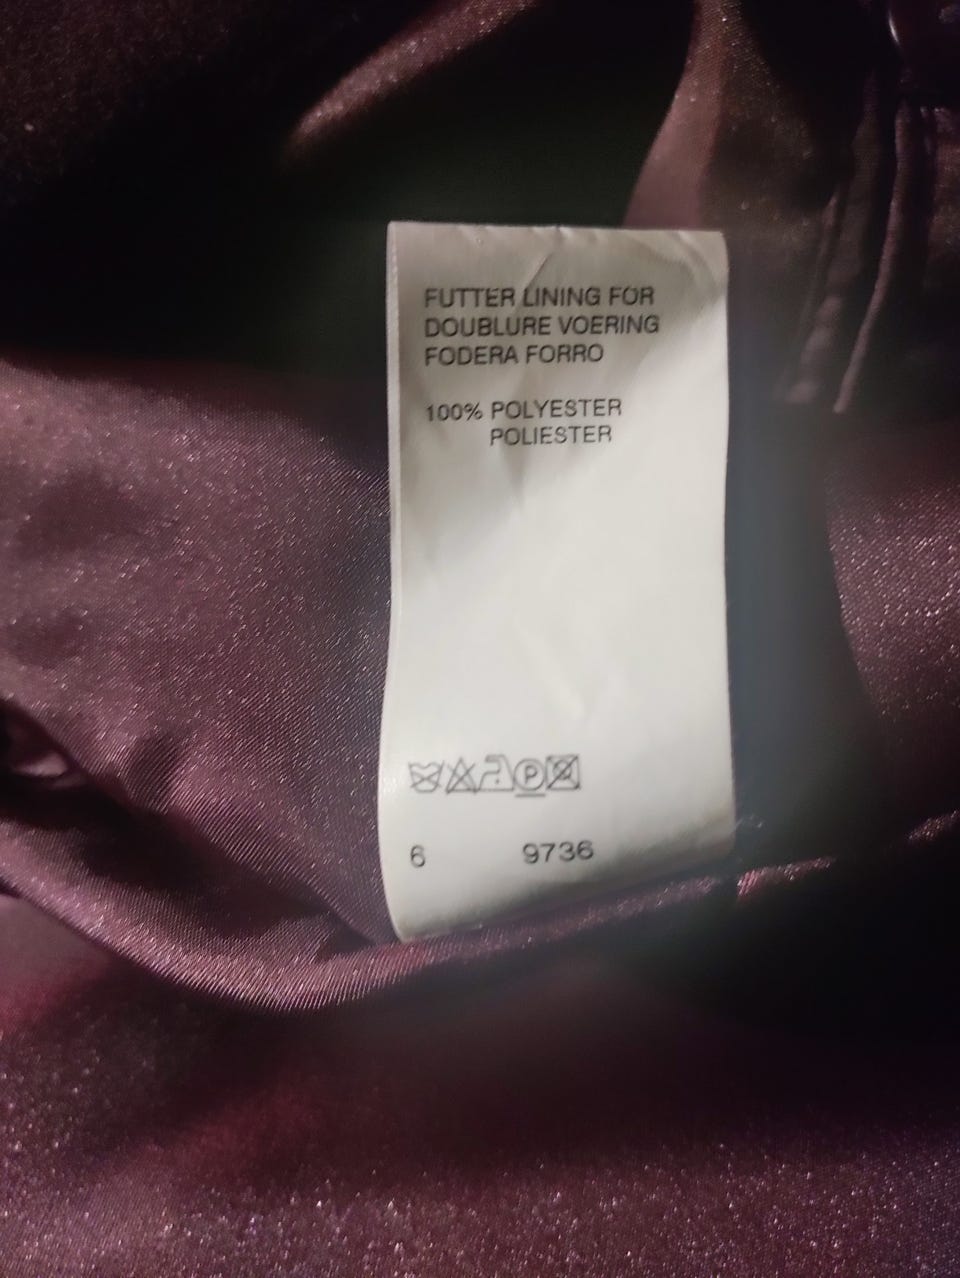 FUTTER LINING FOR
DOUBLURE VOERING
FODERA FORRO
100% POLYESTER
POLIESTER
P
6 9736